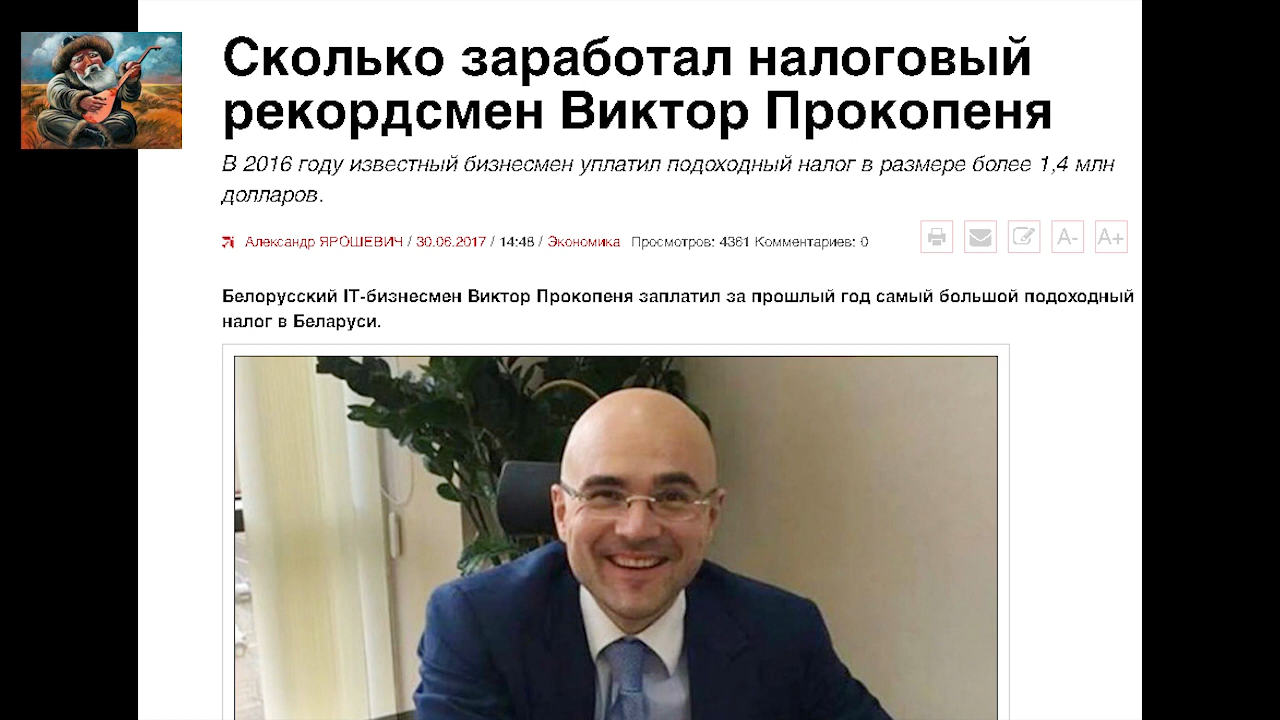 Сколько заработал налоговый
рекордсмен Виктор Прокопеня
В 2016 году известный бизнесмен уплатил подоходный налог в размере более 1,4 млн
долларов.
Александр ЯРОШЕВИЧ / 30.06.2017 / 14:48 / Экономика Просмотров: 4361 Комментариев: 0 A- A+
Белорусский IT-бизнесмен Виктор Прокопеня заплатил за прошлый год самый большой подоходный
налог в Беларуси.